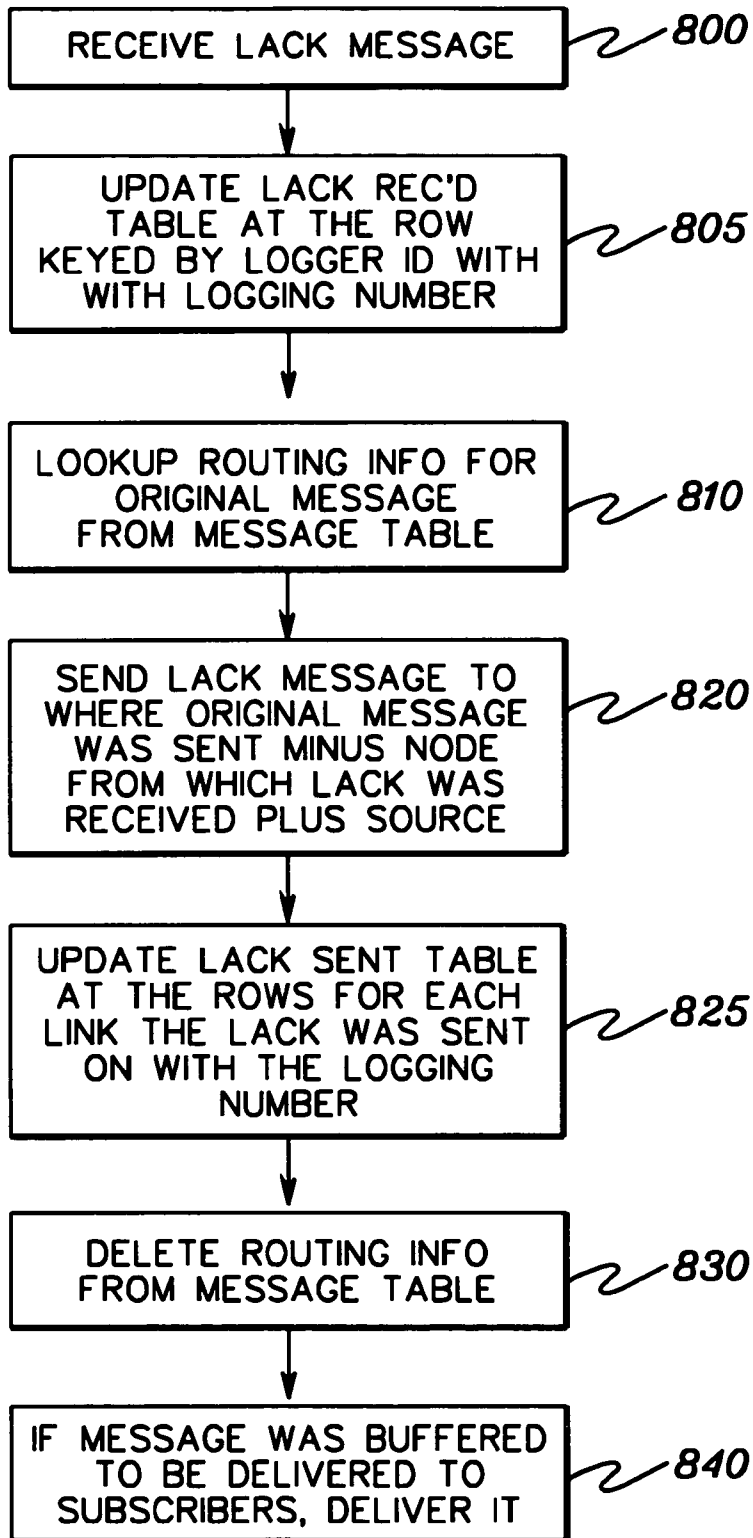 RECEIVE LACK MESSAGE
800
UPDATE LACK REC'D
TABLE AT THE ROW
KEYED BY LOGGER ID WITH
WITH LOGGING NUMBER
805
LOOKUP ROUTING INFO FOR
ORIGINAL MESSAGE
FROM MESSAGE TABLE
810
SEND LACK MESSAGE TO
WHERE ORIGINAL MESSAGE
WAS SENT MINUS NODE
FROM WHICH LACK WAS
RECEIVED PLUS SOURCE
820
UPDATE LACK SENT TABLE
AT THE ROWS FOR EACH
LINK THE LACK WAS SENT
ON WITH THE LOGGING
NUMBER
825
DELETE ROUTING INFO
FROM MESSAGE TABLE
830
IF MESSAGE WAS BUFFERED
TO BE DELIVERED TO
SUBSCRIBERS, DELIVER IT
840